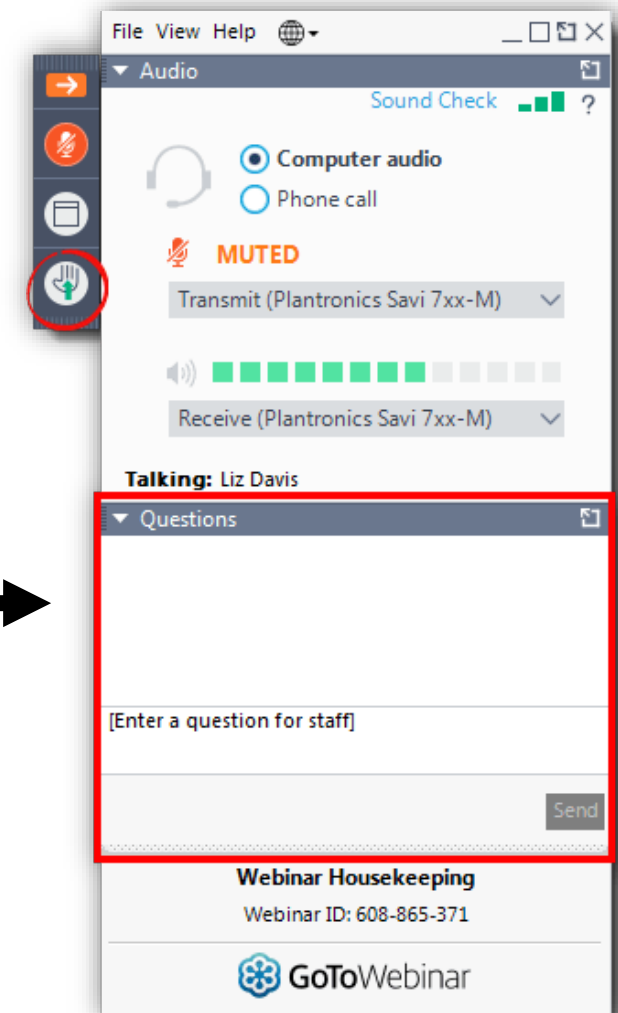 File View Help
Audio
Sound Check ?
Computer audio
Phone call
MUTED
Transmit (Plantronics Savi 7xx-M)
Receive (Plantronics Savi 7xx-M)
Talking: Liz Davis
Questions
[Enter a question for staff]
Send
Webinar Housekeeping
Webinar ID: 608-865-371
GoToWebinar